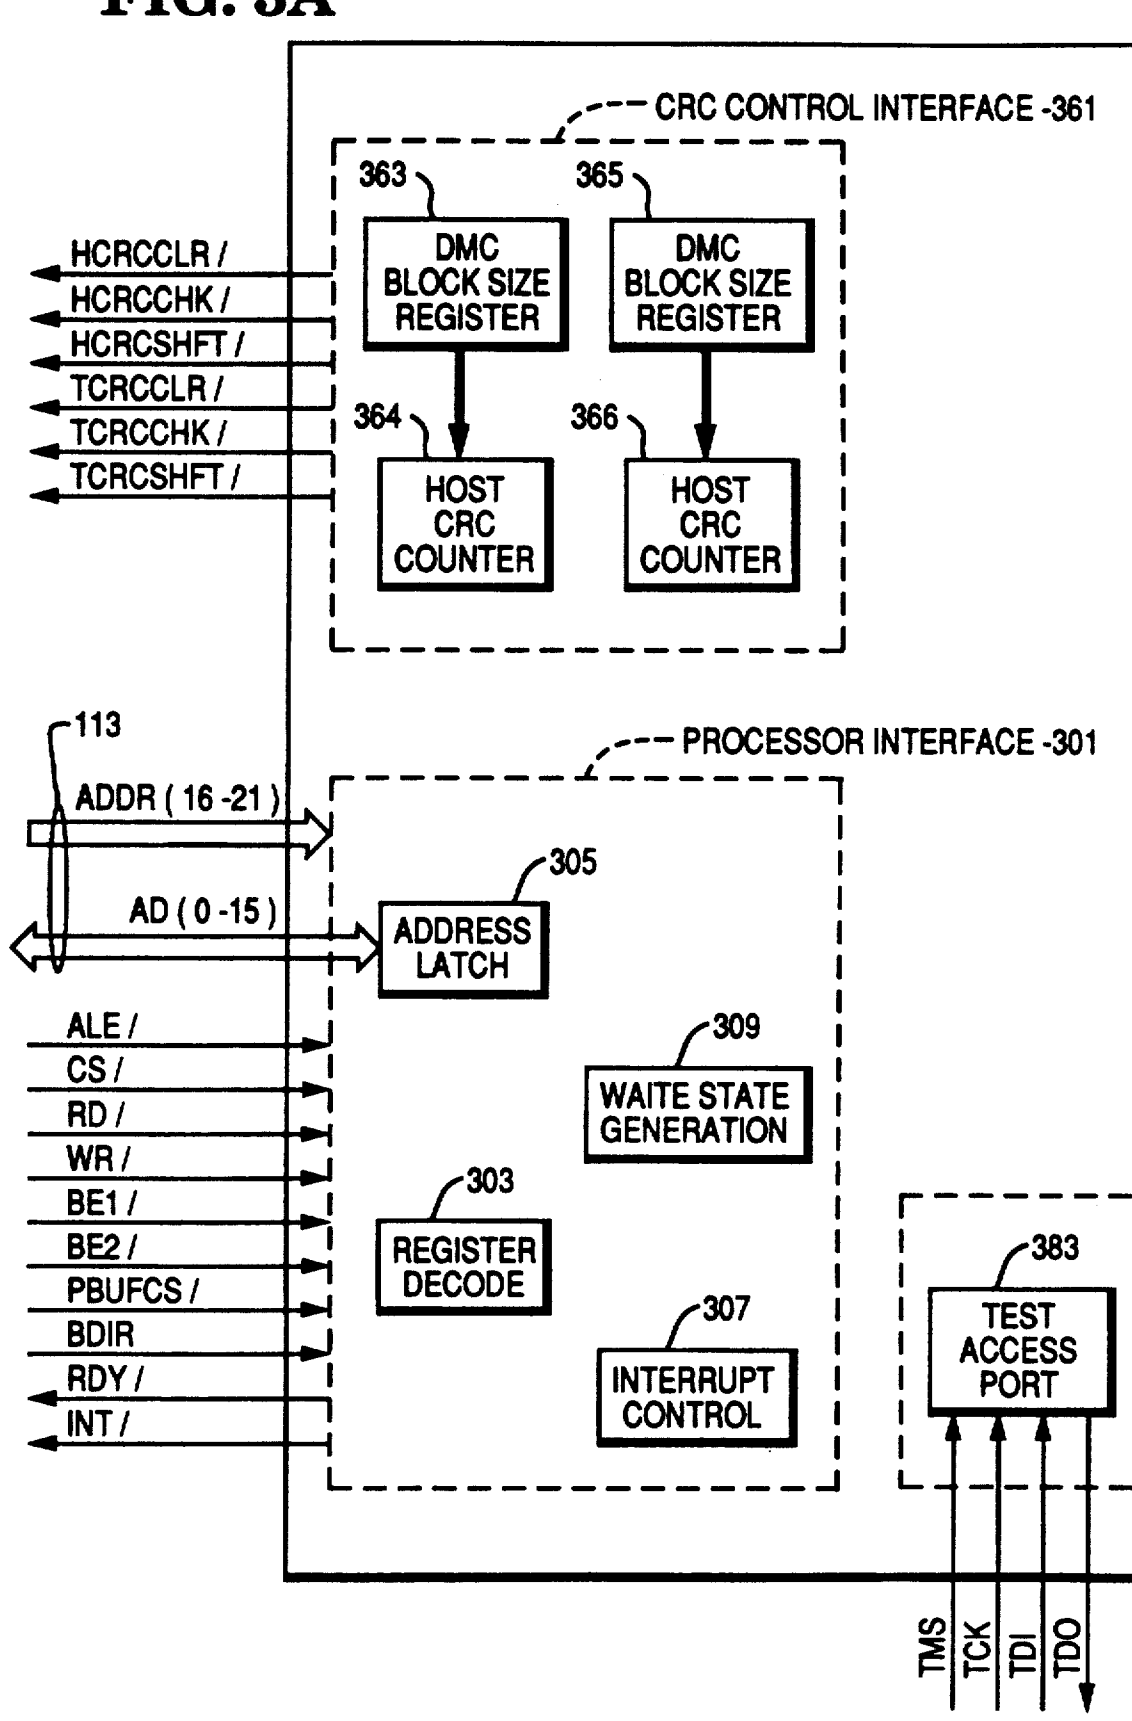 FIG. 3A
CRC CONTROL INTERFACE -361
363
365
DMC
BLOCK SIZE
REGISTER
DMC
BLOCK SIZE
REGISTER
HCRCCLR /
HCRCCHK /
HCRCSHFT /
TCRCCLR /
TCRCCHK /
TCRCSHFT /
364
366
HOST
CRC
COUNTER
HOST
CRC
COUNTER
113
PROCESSOR INTERFACE -301
ADDR ( 16 -21 )
305
AD ( 0 -15 )
ADDRESS
LATCH
ALE /
CS /
RD /
WR /
BE1 /
BE2 /
PBUFCS /
BDIR
RDY /
INT /
309
WAITE STATE
GENERATION
303
REGISTER
DECODE
307
INTERRUPT
CONTROL
383
TEST
ACCESS
PORT
TMS
TCK
TDI
TDO